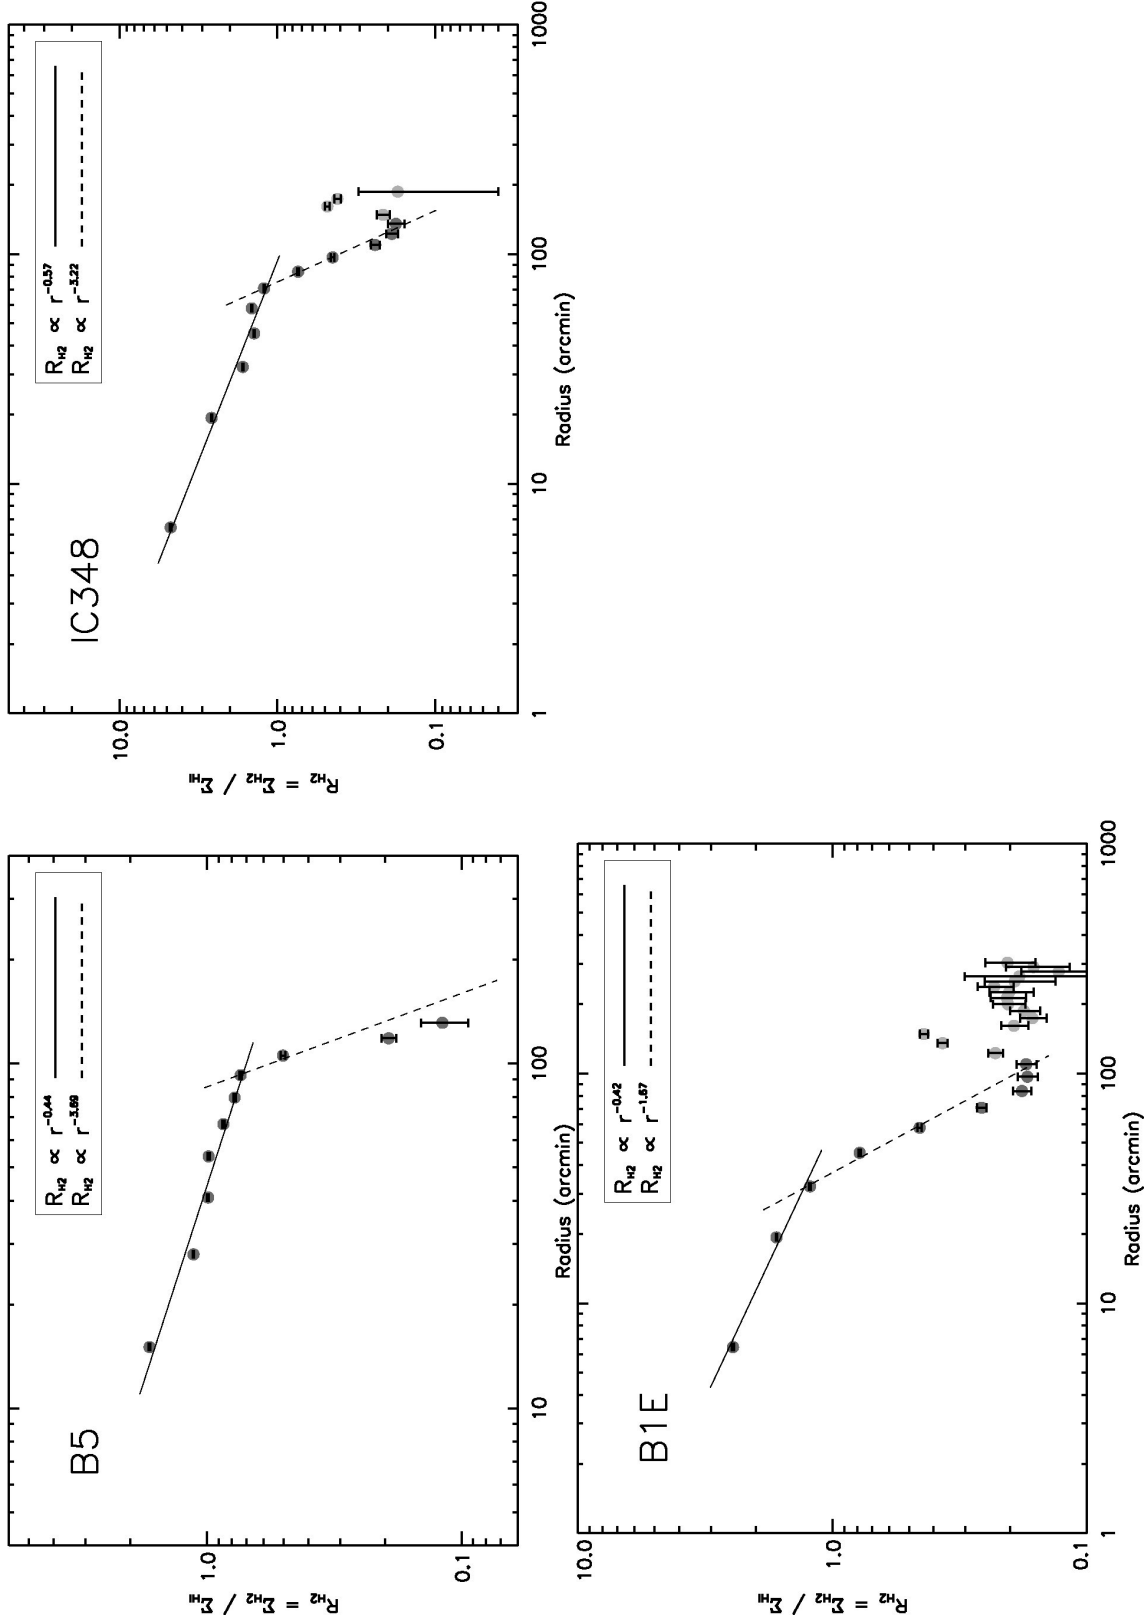 B5
R_H2 ∝ r^-0.44
R_H2 ∝ r^-3.69
1.0
0.1
R_H2 = Σ_H2 / Σ_HI
10
100
Radius (arcmin)
IC348
R_H2 ∝ r^-0.57
R_H2 ∝ r^-3.22
10.0
1.0
0.1
R_H2 = Σ_H2 / Σ_HI
1
10
100
1000
Radius (arcmin)
B1E
R_H2 ∝ r^-0.42
R_H2 ∝ r^-1.57
10.0
1.0
0.1
R_H2 = Σ_H2 / Σ_HI
1
10
100
1000
Radius (arcmin)